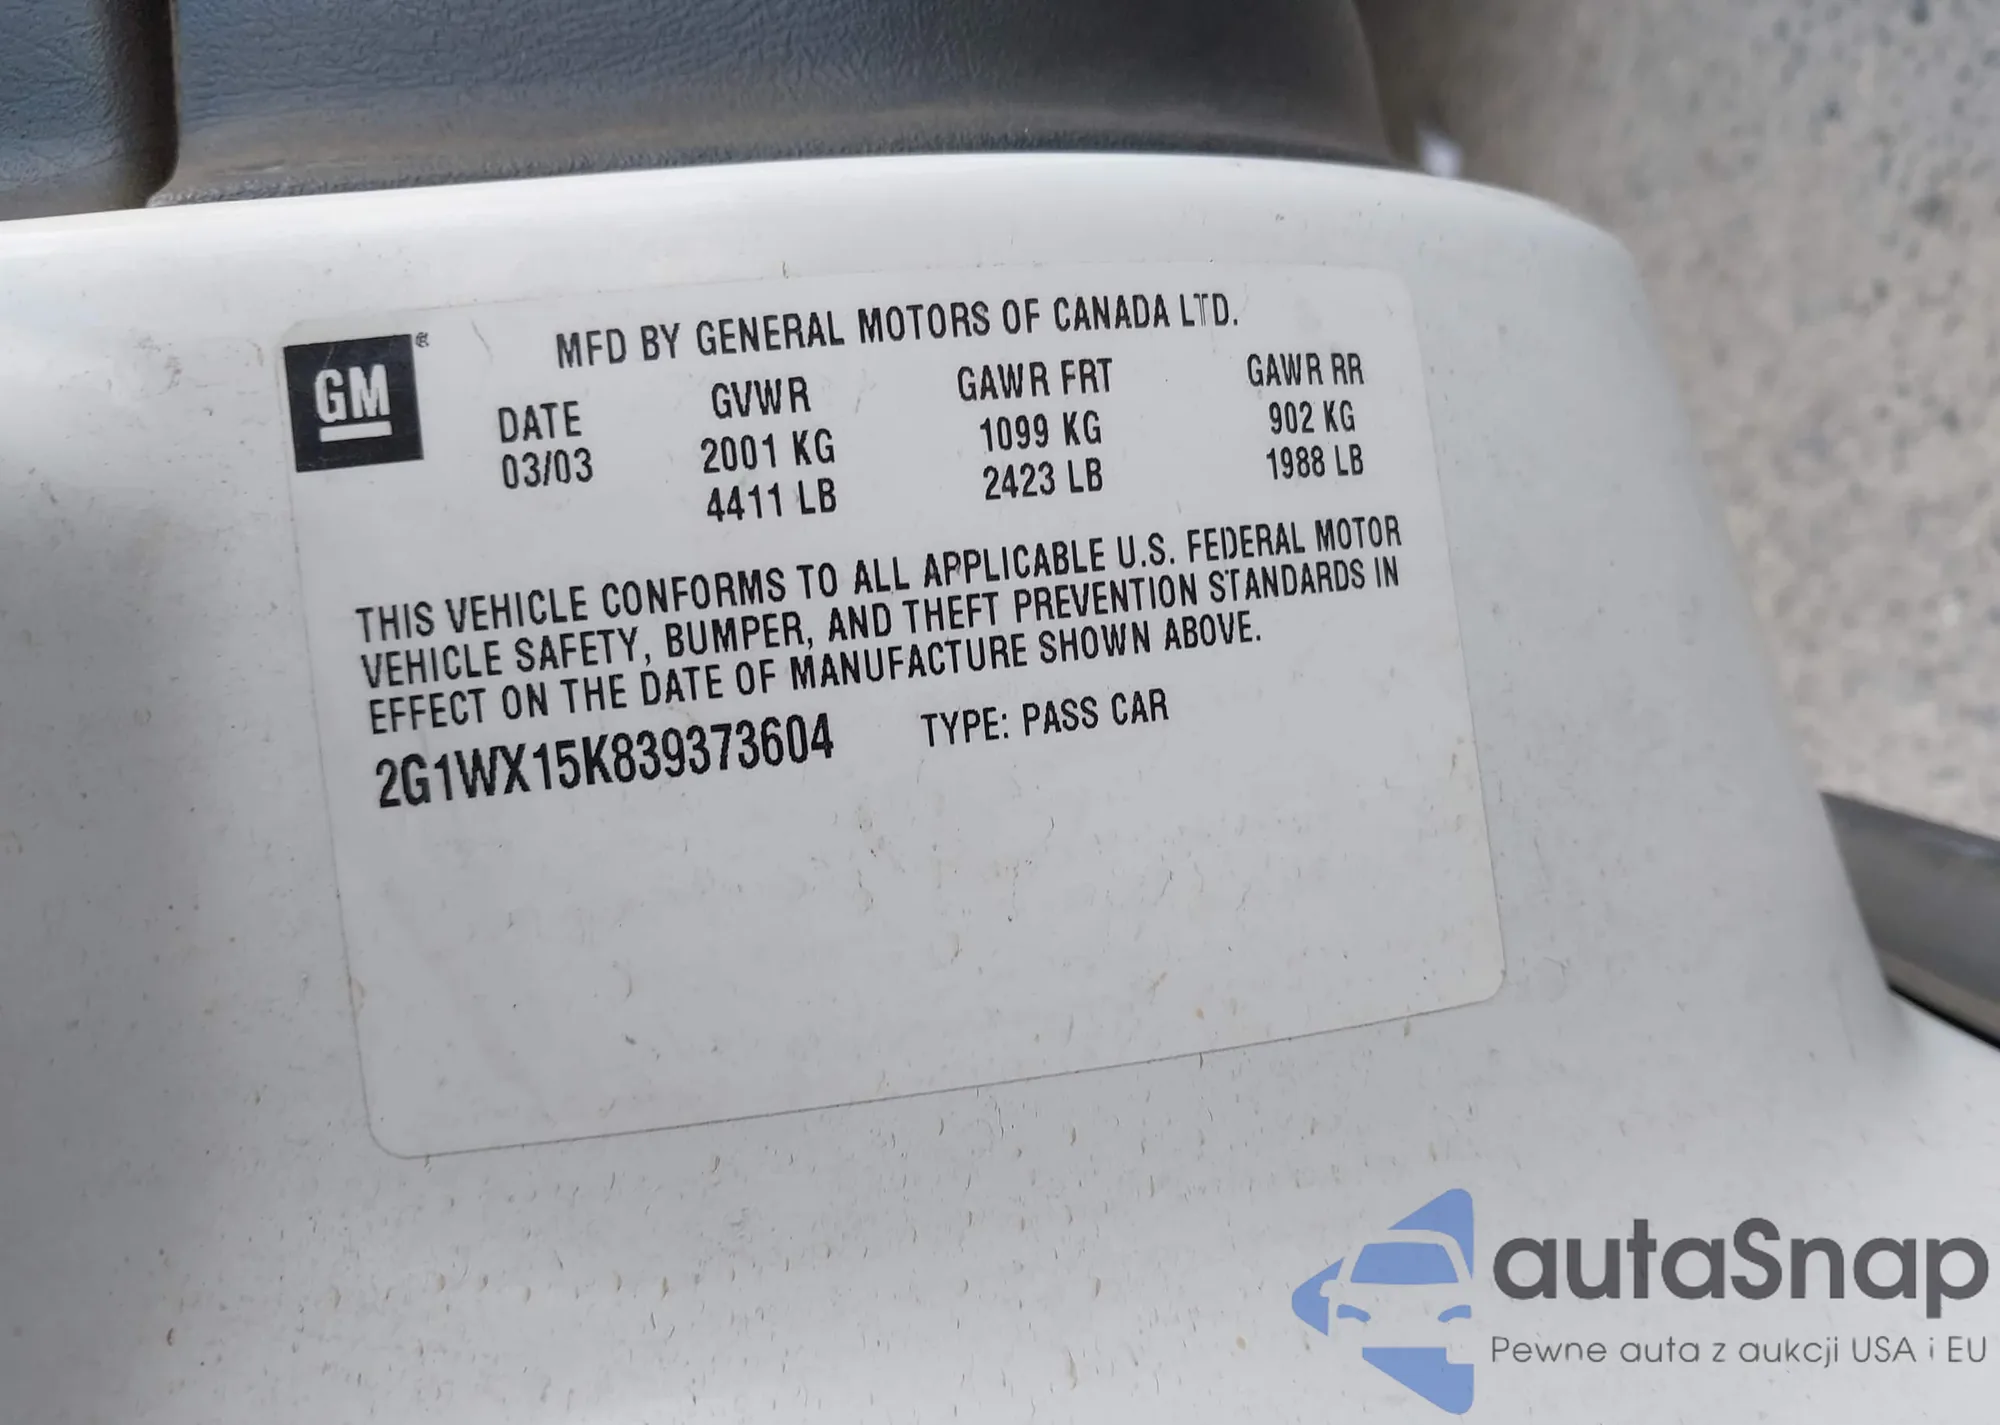 GM ®
MFD BY GENERAL MOTORS OF CANADA LTD.
DATE GVWR GAWR FRT GAWR RR
03/03 2001 KG 1099 KG 902 KG
4411 LB 2423 LB 1988 LB
THIS VEHICLE CONFORMS TO ALL APPLICABLE U.S. FEDERAL MOTOR
VEHICLE SAFETY, BUMPER, AND THEFT PREVENTION STANDARDS IN
EFFECT ON THE DATE OF MANUFACTURE SHOWN ABOVE.
2G1WX15K839373604 TYPE: PASS CAR
autaSnap
Pewne auta z aukcji USA i EU